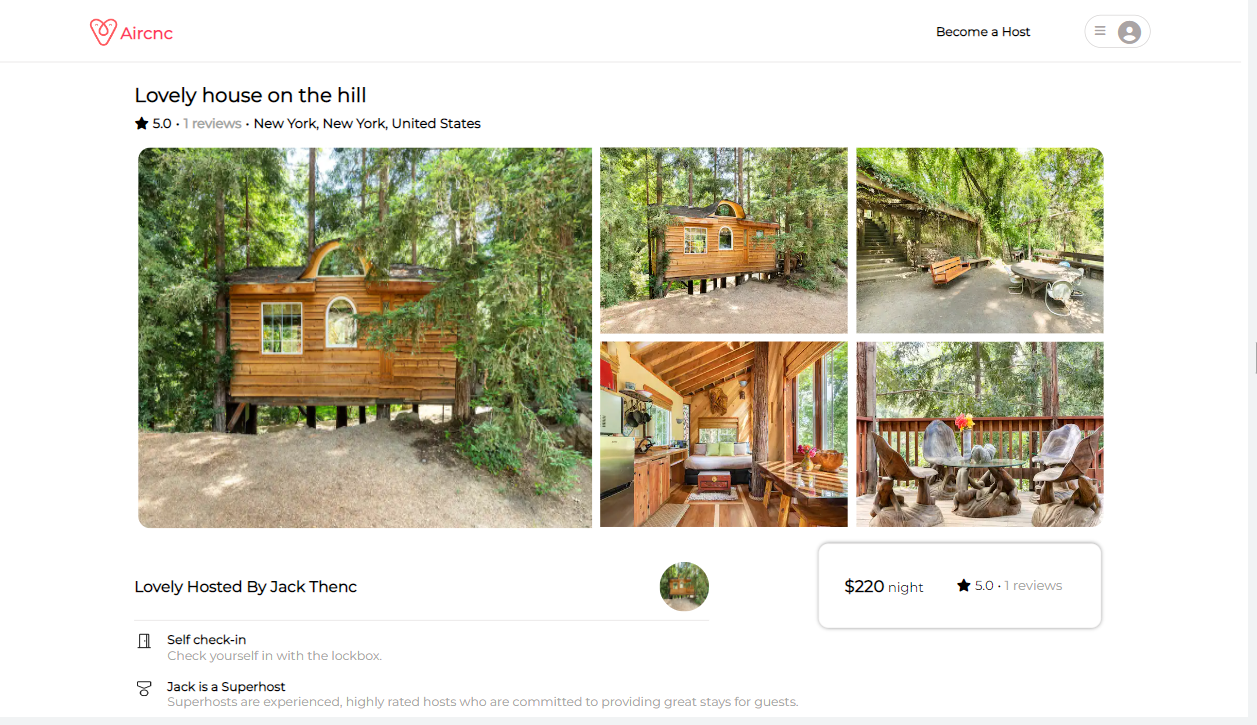 Aircnc
Become a Host
Lovely house on the hill
5.0 · 1 reviews · New York, New York, United States
Lovely Hosted By Jack Thenc
$220 night
5.0 · 1 reviews
Self check-in
Check yourself in with the lockbox.
Jack is a Superhost
Superhosts are experienced, highly rated hosts who are committed to providing great stays for guests.